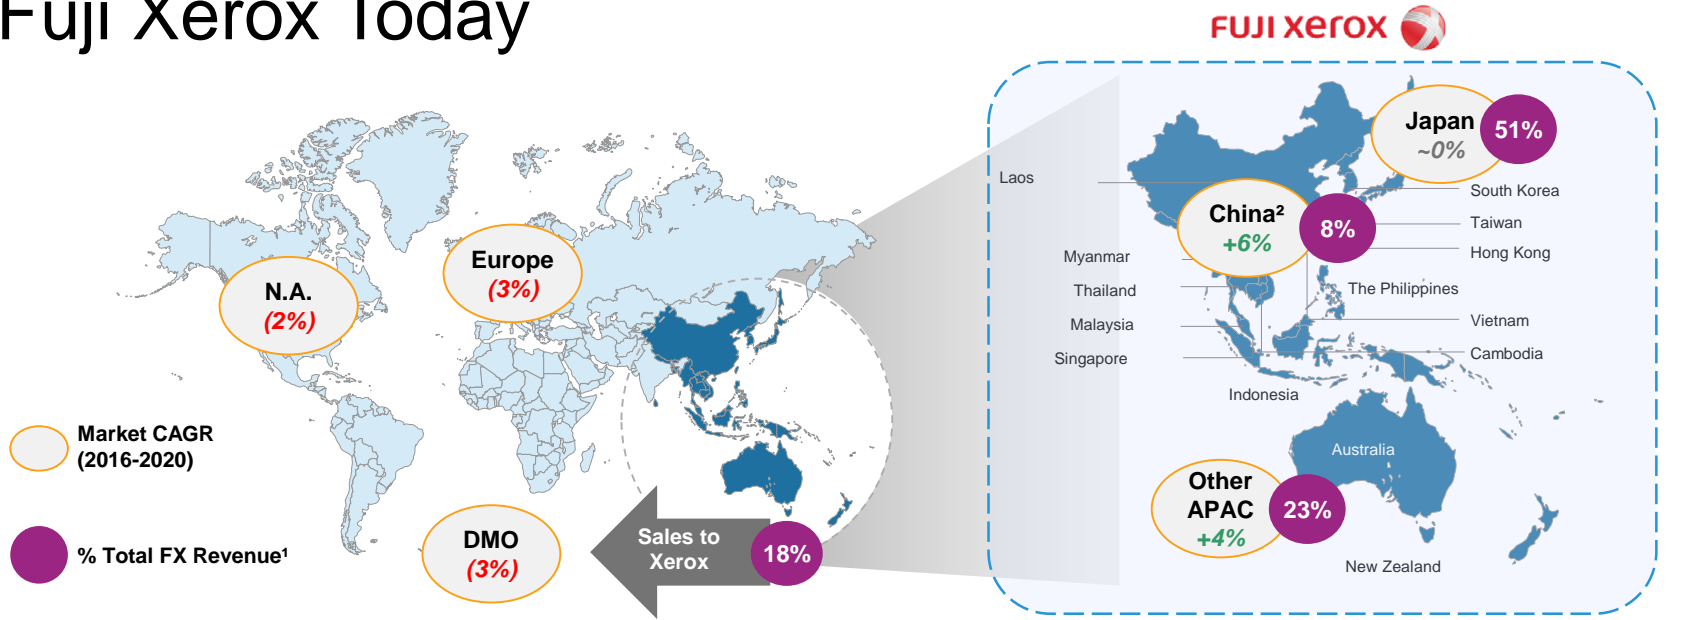 Fuji Xerox Today
FUJI xerox
N.A.
(2%)
Europe
(3%)
DMO
(3%)
Market CAGR
(2016-2020)
% Total FX Revenue¹
Sales to
Xerox
18%
Japan
~0%
51%
Laos
South Korea
China²
+6%
8%
Taiwan
Hong Kong
Myanmar
Thailand
The Philippines
Malaysia
Vietnam
Singapore
Cambodia
Indonesia
Australia
Other
APAC
+4%
23%
New Zealand